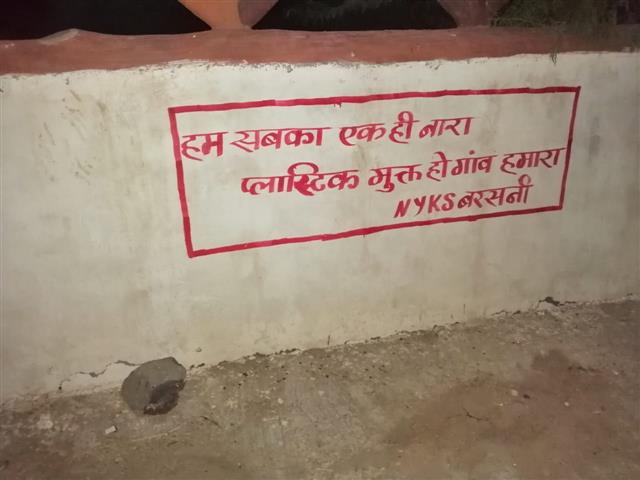 हम सबका एक ही नारा
प्लास्टिक मुक्त हो गांव हमारा
NYKS बरसनी